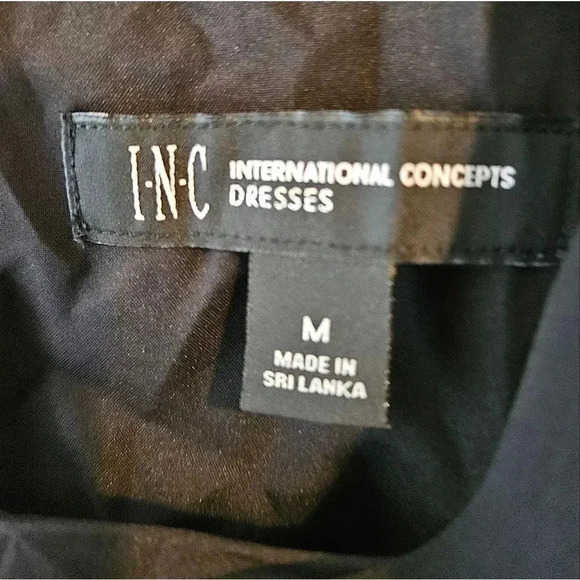 I·N·C INTERNATIONAL CONCEPTS
DRESSES
M
MADE IN
SRI LANKA